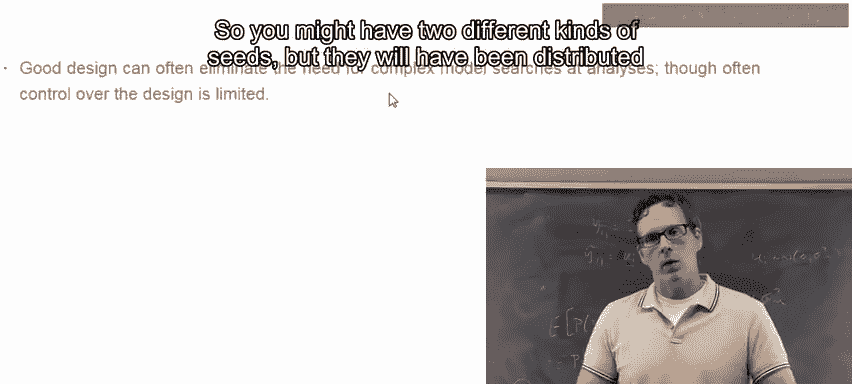 So you might have two different kinds of
seeds, but they will have been distributed
· Good design can often eliminate the need for complex model searches at analyses; though often
control over the design is limited.